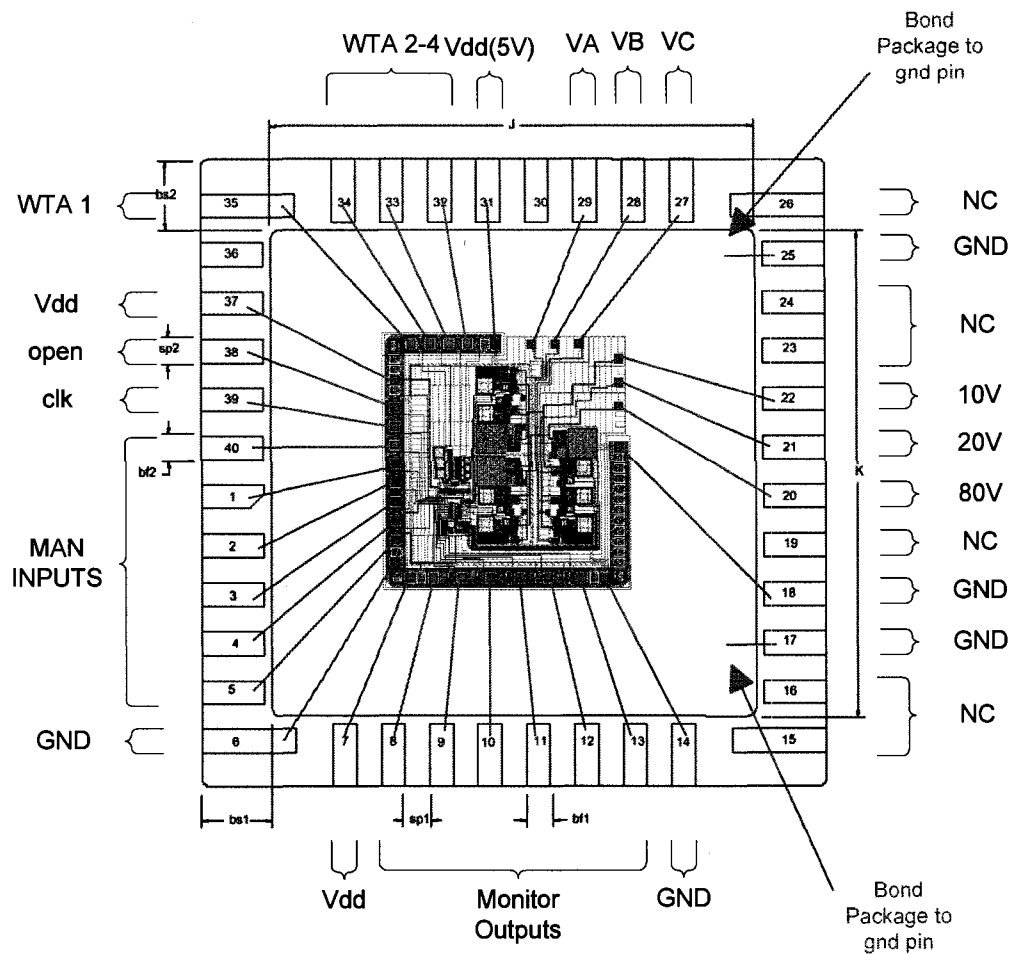 Bond
Package to
gnd pin
WTA 2-4 Vdd(5V) VA VB VC
J
bs2
WTA 1 35 34 33 32 31 30 29 28 27 26 NC
36 25 GND
Vdd 37 24
NC
open sp2 38 23
clk 39 22 10V
bf2 40 21 20V
K
1 20 80V
MAN
INPUTS
2 19 NC
3 18 GND
4 17 GND
5 16
NC
GND 6 7 8 9 10 11 12 13 14 15
bs1 sp1 bf1
Vdd Monitor
Outputs GND
Bond
Package to
gnd pin